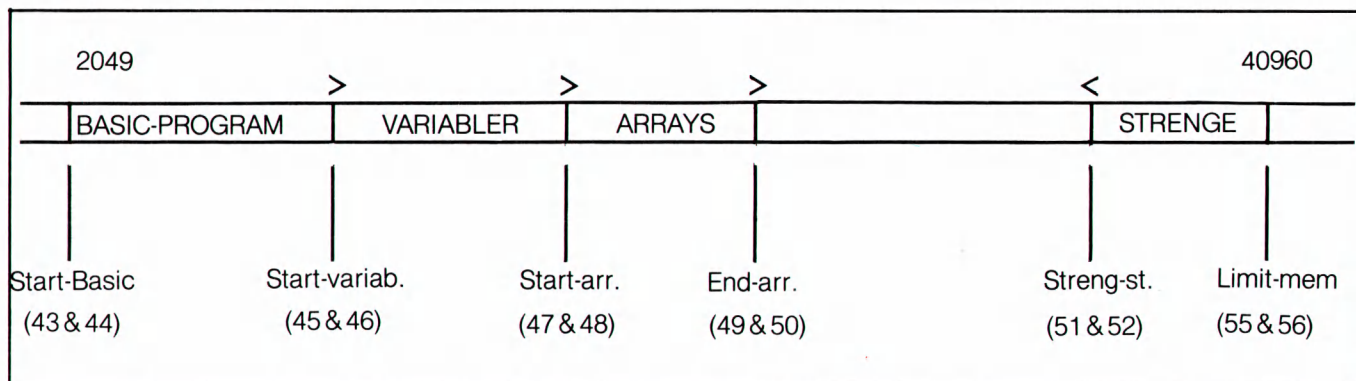 2049 40960
> > > <
BASIC-PROGRAM VARIABLER ARRAYS STRENGE
Start-Basic Start-variab. Start-arr. End-arr. Streng-st. Limit-mem
(43 & 44) (45 & 46) (47 & 48) (49 & 50) (51 & 52) (55 & 56)